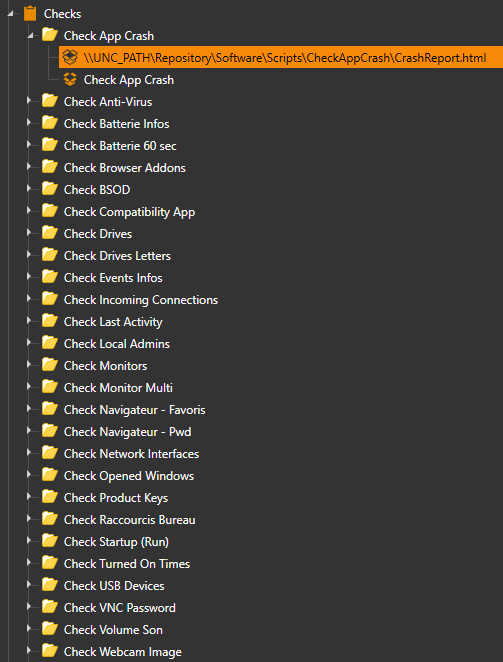 Checks
Check App Crash
\\UNC_PATH\Repository\Software\Scripts\CheckAppCrash\CrashReport.html
Check App Crash
Check Anti-Virus
Check Batterie Infos
Check Batterie 60 sec
Check Browser Addons
Check BSOD
Check Compatibility App
Check Drives
Check Drives Letters
Check Events Infos
Check Incoming Connections
Check Last Activity
Check Local Admins
Check Monitors
Check Monitor Multi
Check Navigateur - Favoris
Check Navigateur - Pwd
Check Network Interfaces
Check Opened Windows
Check Product Keys
Check Raccourcis Bureau
Check Startup (Run)
Check Turned On Times
Check USB Devices
Check VNC Password
Check Volume Son
Check Webcam Image